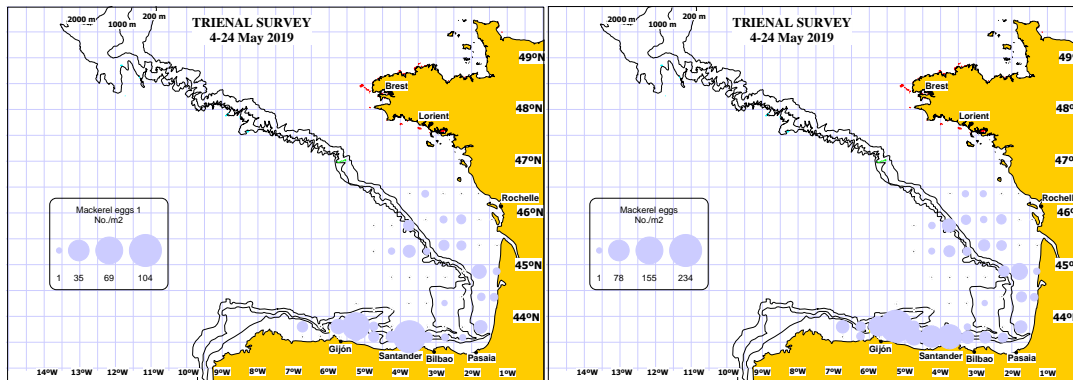 2000 m
1000 m
200 m
TRIENAL SURVEY
4-24 May 2019
49ºN
48ºN
47ºN
46ºN
45ºN
44ºN
Brest
Lorient
Rochelle
Mackerel eggs 1
No./m2
1 35 69 104
Gijón
Santander
Bilbao
Pasaia
14ºW 13ºW 12ºW 11ºW 10ºW 9ºW 8ºW 7ºW 6ºW 5ºW 4ºW 3ºW 2ºW 1ºW
2000 m
1000 m
200 m
TRIENAL SURVEY
4-24 May 2019
49ºN
48ºN
47ºN
46ºN
45ºN
44ºN
Brest
Lorient
Rochelle
Mackerel eggs
No./m2
1 78 155 234
Gijón
Santander
Bilbao
Pasaia
14ºW 13ºW 12ºW 11ºW 10ºW 9ºW 8ºW 7ºW 6ºW 5ºW 4ºW 3ºW 2ºW 1ºW